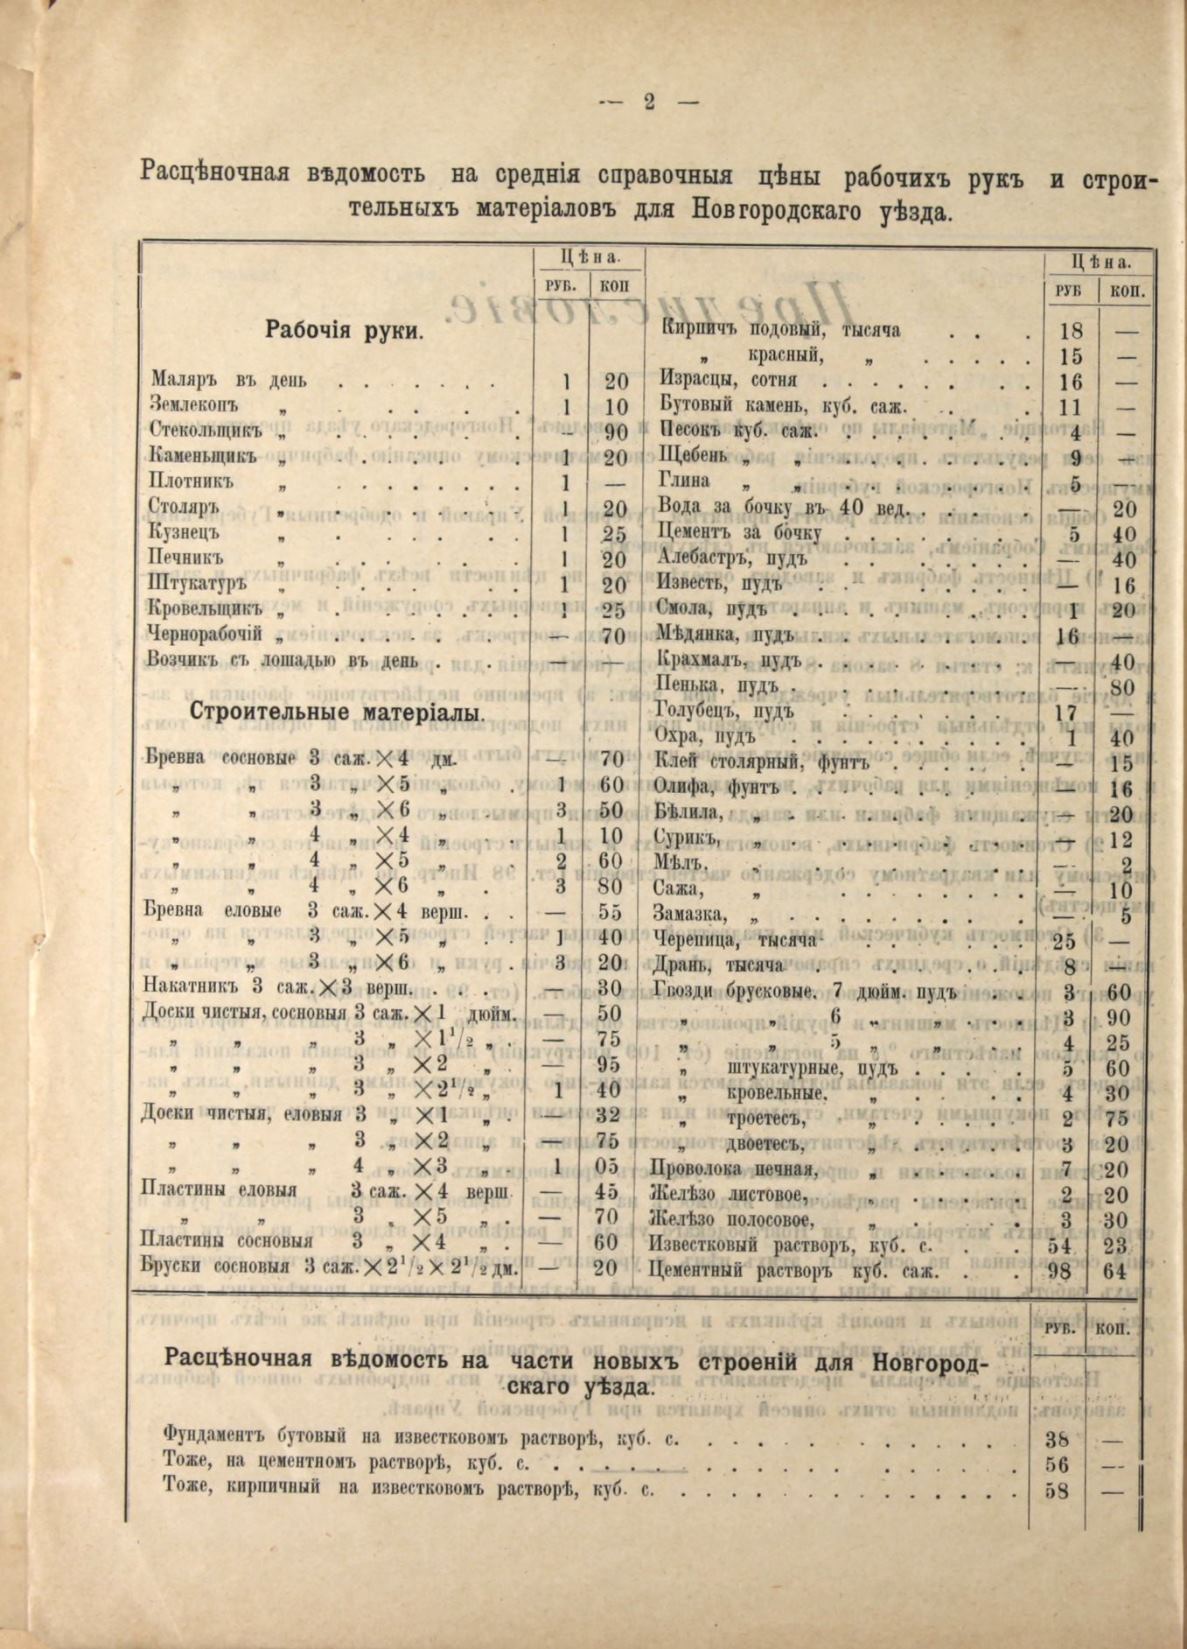 — 2 —
Расцѣночная вѣдомость на среднія справочныя цѣны рабочихъ рукъ и строи-
тельныхъ матеріаловъ для Новгородскаго уѣзда.
Цѣна.
РУБ. КОП
Рабочія руки.
Маляръ въ день . . . . . . . 1 20
Землекопъ „ . . . . . . 1 10
Стекольщикъ „ . . . . . . . — 90
Каменьщикъ „ . . . . . . . 1 20
Плотникъ „ . . . . . . . . 1 —
Столяръ „ . . . . . . . 1 20
Кузнецъ „ . . . . . . 1 25
Печникъ „ . . . . . . 1 20
Штукатуръ „ . . . . . . 1 20
Кровельщикъ „ . . . . . . 1 25
Чернорабочій „ . . . . . — 70
Возчикъ съ лошадью въ день . . . — —
Строительные матеріалы.
Бревна сосновые 3 саж.×4 дм. — 70
„ „ 3 „ ×5 „ . 1 60
„ „ 3 „ ×6 „ . 3 50
„ „ 4 „ ×4 „ . . 1 10
„ „ 4 „ ×5 „ . 2 60
„ „ 4 „ ×6 „ . 3 80
Бревна еловые 3 саж.×4 верш. . . — 55
„ „ 3 „ ×5 „ . . 1 40
„ „ 3 „ ×6 „ . 3 20
Накатникъ 3 саж.×3 верш. . . . — 30
Доски чистыя, сосновыя 3 саж.×1 дюйм. — 50
„ „ „ 3 „ ×1¹/₂ „ . — 75
„ „ „ 3 „ ×2 „ . — 95
„ „ „ 3 „ ×2¹/₂ „ 1 40
Доски чистыя, еловыя 3 „ ×1 „ . — 32
„ „ „ 3 „ ×2 „ — 75
„ „ „ 4 „ ×3 „ . 1 05
Пластины еловыя 3 саж. ×4 верш — 45
„ „ 3 „ ×5 „ . — 70
Пластины сосновыя 3 „ ×4 „ . — 60
Бруски сосновыя 3 саж.×2¹/₂×2¹/₂ дм. — 20
Цѣна.
РУБ КОП.
Кирпичъ подовый, тысяча . . . 18 —
„ красный, „ . . . . . 15 —
Израсцы, сотня . . . . . . . . 16 —
Бутовый камень, куб. саж. . . . 11 —
Песокъ куб. саж. . . . . . . . . 4 —
Щебень „ „ . . . . . . . . 9 —
Глина „ „ . . . . . . . 5 —
Вода за бочку въ 40 вед. . . . . . — 20
Цементъ за бочку . . . . . . . . 5 40
Алебастръ, пудъ . . . . . . . — 40
Известь, пудъ . . . . . . . — 16
Смола, пудъ . . . . . . . . . 1 20
Мѣдянка, пудъ . . . . . . . . . 16 —
Крахмалъ, пудъ . . . . . . . . — 40
Пенька, пудъ . . . . . . . . — 80
Голубецъ, пудъ . . . . . . . 17 —
Охра, пудъ . . . . . . . . . 1 40
Клей столярный, фунтъ . . . . . — 15
Олифа, фунтъ . . . . . . . . . — 16
Бѣлила, „ . . . . . . . . — 20
Сурикъ, „ . . . . . . . . — 12
Мѣлъ, „ . . . . . . — 2
Сажа, „ . . . . . . . — 10
Замазка, „ . . . . . . . . . — 5
Черепица, тысяча . . . . . 25 —
Дрань, тысяча . . . . . . 8 —
Гвозди брусковые. 7 дюйм. пудъ . . 3 60
„ „ 6 „ „ . . . 3 90
„ „ 5 „ „ . . 4 25
„ штукатурные, пудъ . . . . 5 60
„ кровельные, „ . . . 4 30
„ троетесъ, „ . . . . . 2 75
„ двоетесъ, „ . . . . . 3 20
Проволока печная, „ . . . . . 7 20
Желѣзо листовое, „ . . . . . 2 20
Желѣзо полосовое, „ . . . 3 30
Известковый растворъ, куб. с. . . 54 23
Цементный растворъ куб. саж. . . 98 64
РУБ. КОП.
Расцѣночная вѣдомость на части новыхъ строеній для Новгород-
скаго уѣзда.
Фундаментъ бутовый на известковомъ растворѣ, куб. с. . . . . . . . . . . . 38 —
Тоже, на цементномъ растворѣ, куб. с. . . . . . . . . . . . . . . . 56 —
Тоже, кирпичный на известковомъ растворѣ, куб. с. . . . . . . . . . . . . . . 58 —